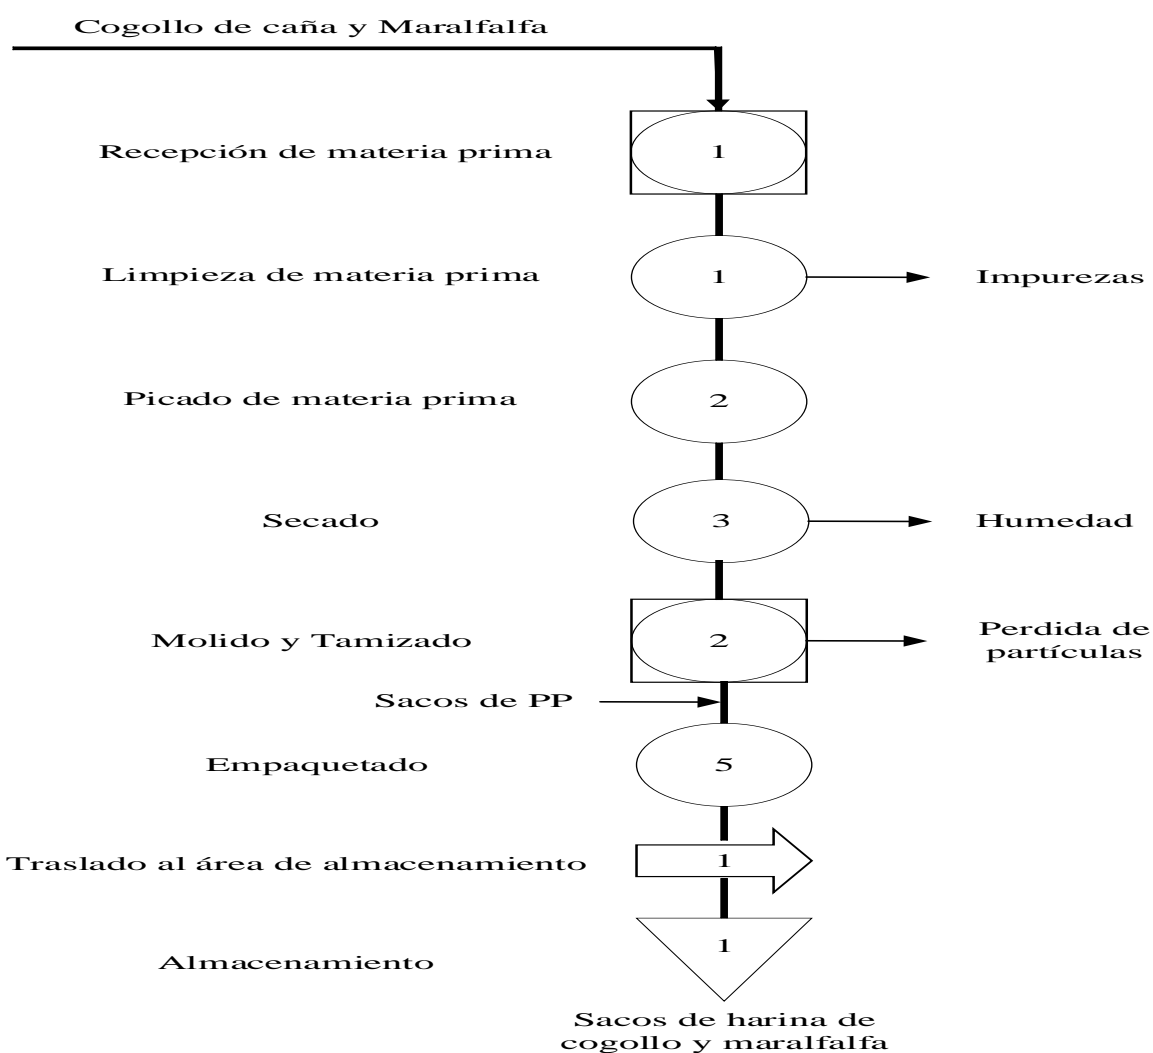 Cogollo de caña y Maralfalfa
Recepción de materia prima
1
Limpieza de materia prima
1
Impurezas
Picado de materia prima
2
Secado
3
Humedad
Molido y Tamizado
2
Perdida de
partículas
Sacos de PP
Empaquetado
5
Traslado al área de almacenamiento
1
Almacenamiento
1
Sacos de harina de
cogollo y maralfalfa